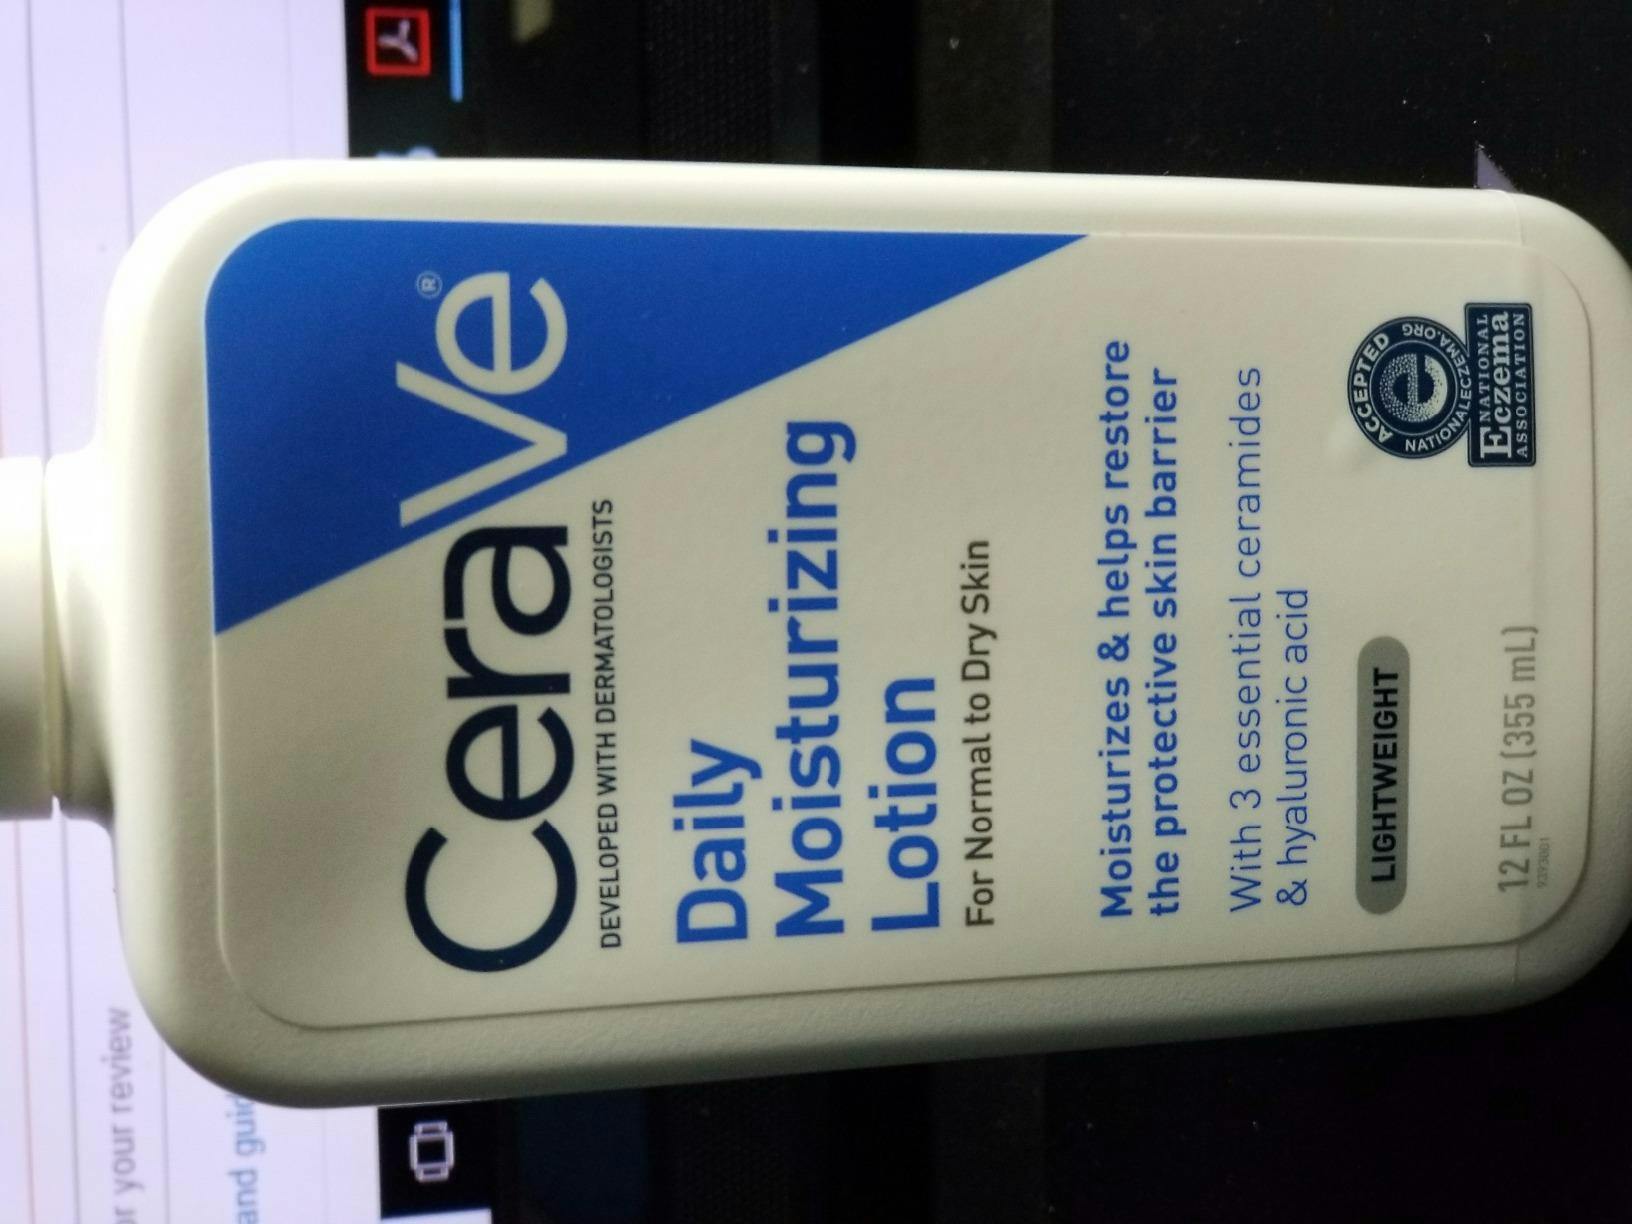 CeraVe®
DEVELOPED WITH DERMATOLOGISTS
Daily
Moisturizing
Lotion
For Normal to Dry Skin
Moisturizes & helps restore
the protective skin barrier
With 3 essential ceramides
& hyaluronic acid
LIGHTWEIGHT
12 FL OZ (355 mL)
ACCEPTED
NATIONALECZEMA.ORG
e
NATIONAL
Eczema
ASSOCIATION
your review
and